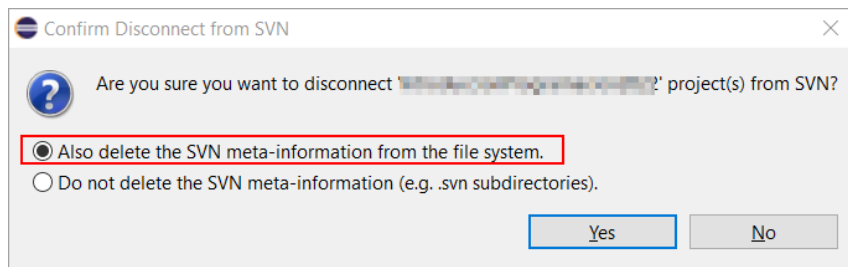 Confirm Disconnect from SVN
Are you sure you want to disconnect ' 2' project(s) from SVN?
Also delete the SVN meta-information from the file system.
Do not delete the SVN meta-information (e.g. .svn subdirectories).
Yes No